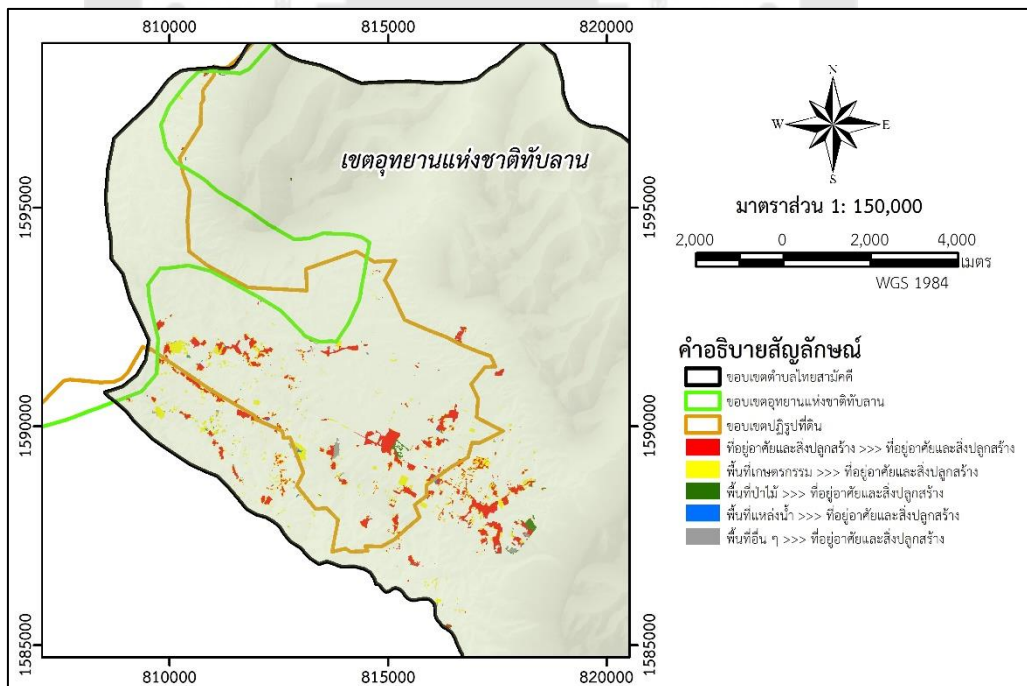 810000 815000 820000
N
W E
S
เขตอุทยานแห่งชาติทับลาน
มาตราส่วน 1: 150,000
2,000 0 2,000 4,000
เมตร
WGS 1984
1595000 1595000
1590000 1590000
1585000 1585000
คำอธิบายสัญลักษณ์
ขอบเขตตำบลไทยสามัคคี
ขอบเขตอุทยานแห่งชาติทับลาน
ขอบเขตปฏิรูปที่ดิน
ที่อยู่อาศัยและสิ่งปลูกสร้าง >>> ที่อยู่อาศัยและสิ่งปลูกสร้าง
พื้นที่เกษตรกรรม >>> ที่อยู่อาศัยและสิ่งปลูกสร้าง
พื้นที่ป่าไม้ >>> ที่อยู่อาศัยและสิ่งปลูกสร้าง
พื้นที่แหล่งน้ำ >>> ที่อยู่อาศัยและสิ่งปลูกสร้าง
พื้นที่อื่น ๆ >>> ที่อยู่อาศัยและสิ่งปลูกสร้าง
810000 815000 820000